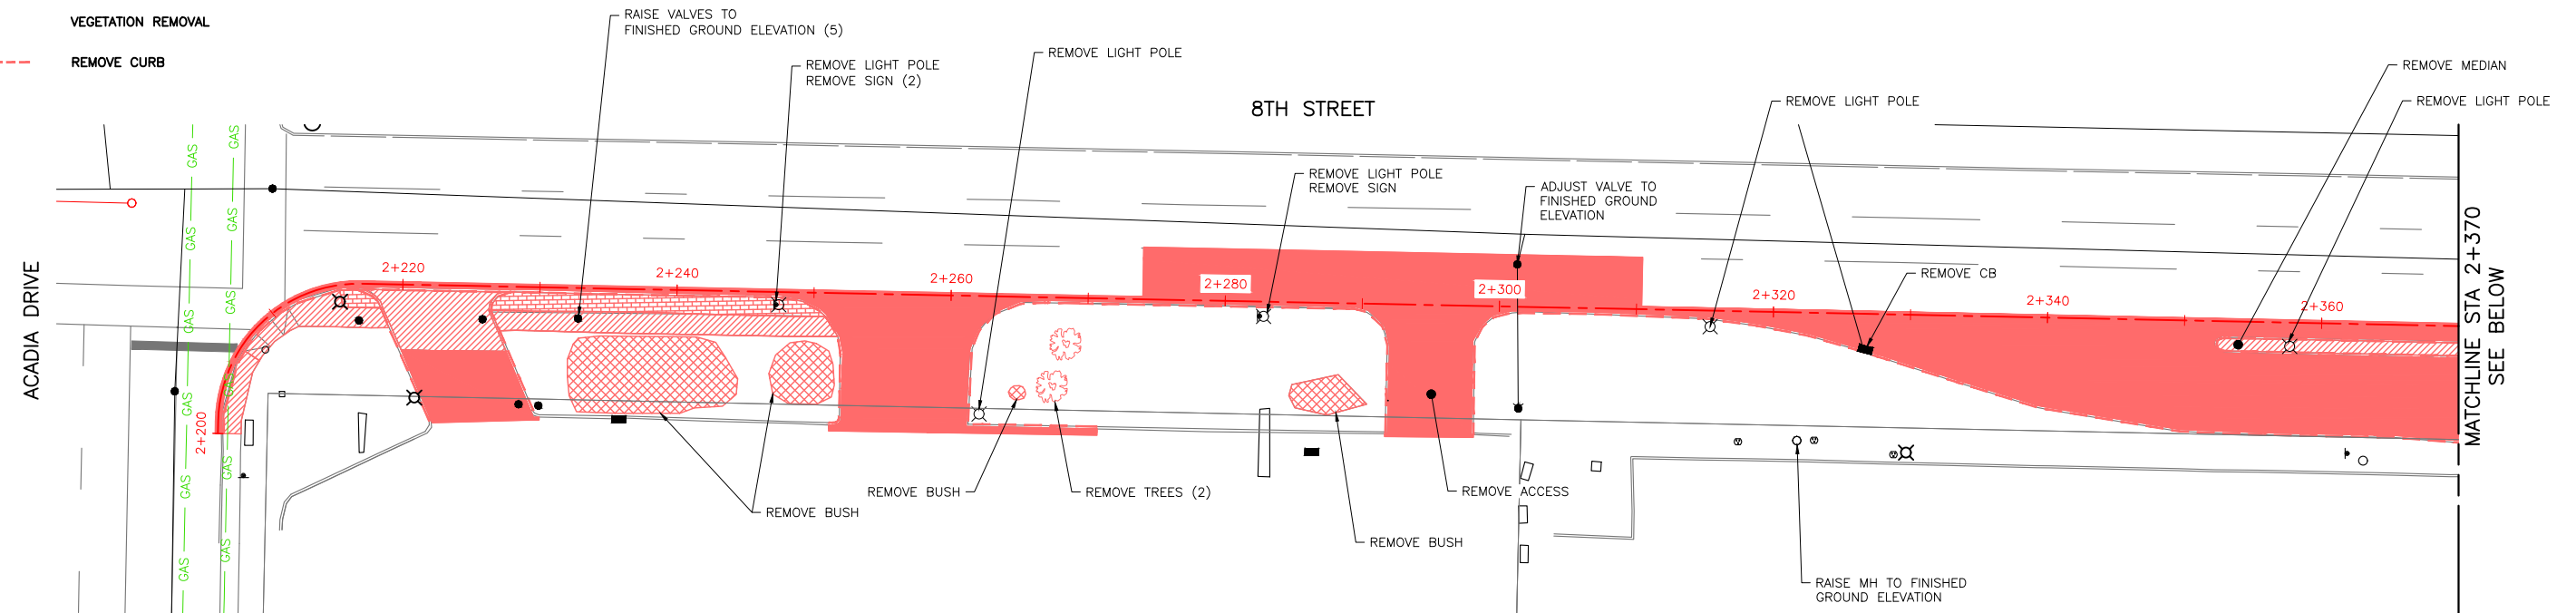 VEGETATION REMOVAL
REMOVE CURB
RAISE VALVES TO
FINISHED GROUND ELEVATION (5)
REMOVE LIGHT POLE
REMOVE SIGN (2)
REMOVE LIGHT POLE
8TH STREET
REMOVE LIGHT POLE
REMOVE SIGN
ADJUST VALVE TO
FINISHED GROUND
ELEVATION
REMOVE LIGHT POLE
REMOVE MEDIAN
REMOVE LIGHT POLE
REMOVE CB
GAS
GAS
GAS
GAS
GAS
GAS
GAS
GAS
GAS
GAS
GAS
GAS
ACADIA DRIVE
2+200
2+220
2+240
2+260
2+280
2+300
2+320
2+340
2+360
MATCHLINE STA 2+370
SEE BELOW
REMOVE BUSH
REMOVE BUSH
REMOVE TREES (2)
REMOVE ACCESS
REMOVE BUSH
RAISE MH TO FINISHED
GROUND ELEVATION